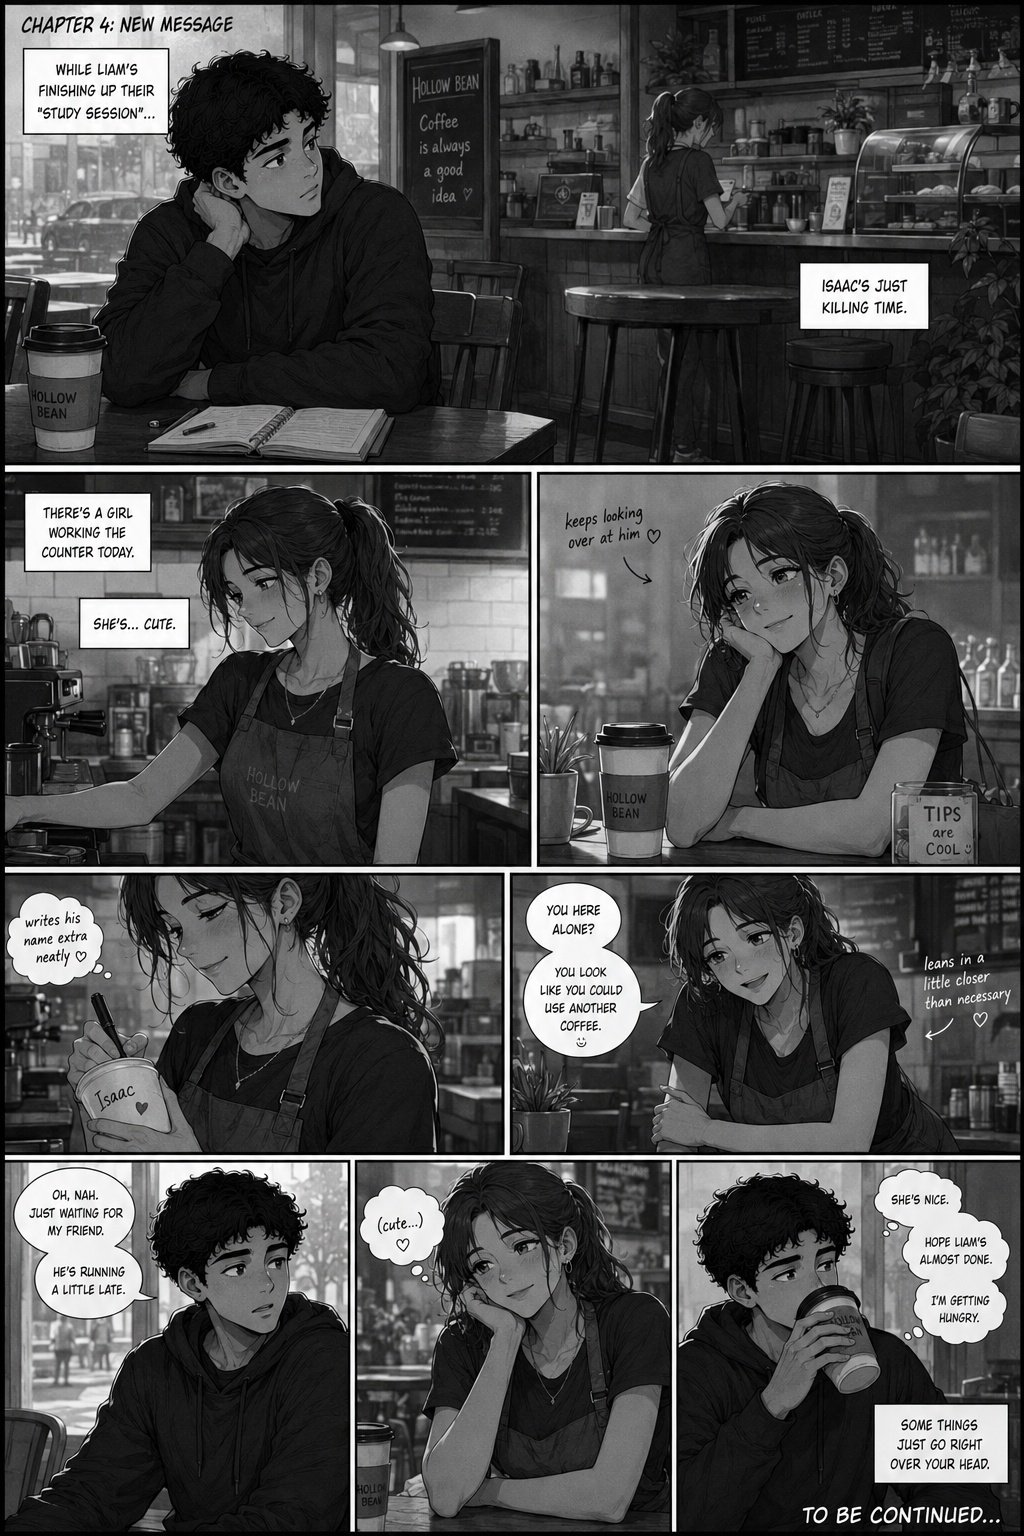 CHAPTER 4: NEW MESSAGE
WHILE LIAM'S
FINISHING UP THEIR
"STUDY SESSION"...
HOLLOW BEAN
Coffee
is always
a good
idea ♡
ISAAC'S JUST
KILLING TIME.
HOLLOW
BEAN
THERE'S A GIRL
WORKING THE
COUNTER TODAY.
SHE'S... CUTE.
HOLLOW
BEAN
keeps looking
over at him ♡
HOLLOW
BEAN
TIPS
are
COOL
writes his
name extra
neatly ♡
Isaac
YOU HERE
ALONE?
YOU LOOK
LIKE YOU COULD
USE ANOTHER
COFFEE.
leans in a
little closer
than necessary
♡
OH, NAH.
JUST WAITING FOR
MY FRIEND.
HE'S RUNNING
A LITTLE LATE.
(cute...)
♡
HOLLOW
BEAN
SHE'S NICE.
HOPE LIAM'S
ALMOST DONE.
I'M GETTING
HUNGRY.
HOLLOW
BEAN
SOME THINGS
JUST GO RIGHT
OVER YOUR HEAD.
TO BE CONTINUED...